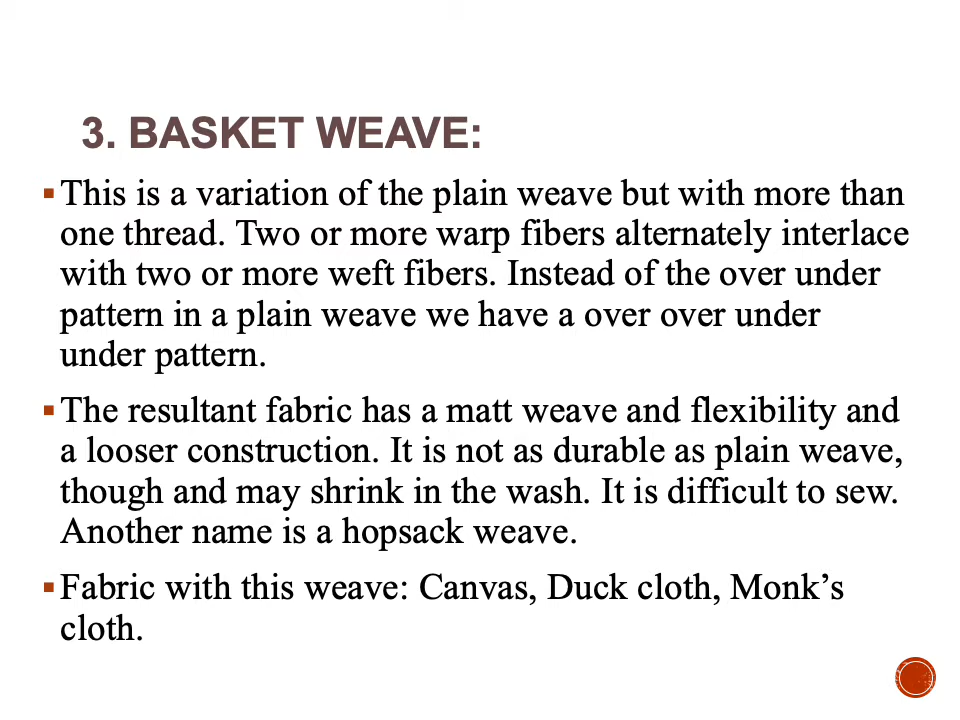 3. BASKET WEAVE:
▪This is a variation of the plain weave but with more than
one thread. Two or more warp fibers alternately interlace
with two or more weft fibers. Instead of the over under
pattern in a plain weave we have a over over under
under pattern.
▪The resultant fabric has a matt weave and flexibility and
a looser construction. It is not as durable as plain weave,
though and may shrink in the wash. It is difficult to sew.
Another name is a hopsack weave.
▪Fabric with this weave: Canvas, Duck cloth, Monk’s
cloth.